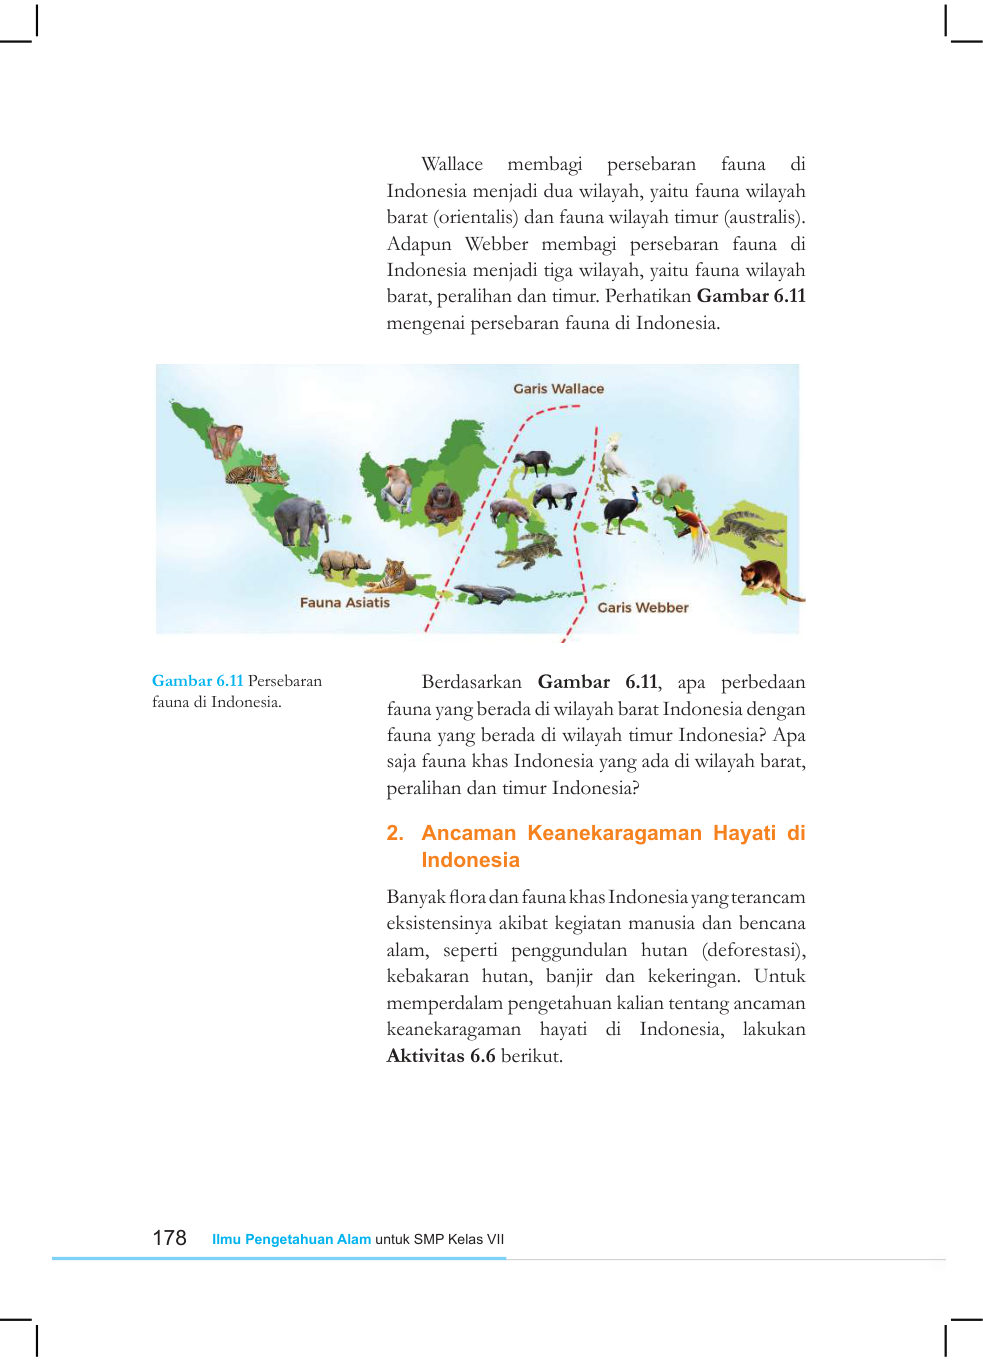 Wallace membagi persebaran fauna di
Indonesia menjadi dua wilayah, yaitu fauna wilayah
barat (orientalis) dan fauna wilayah timur (australis).
Adapun Webber membagi persebaran fauna di
Indonesia menjadi tiga wilayah, yaitu fauna wilayah
barat, peralihan dan timur. Perhatikan Gambar 6.11
mengenai persebaran fauna di Indonesia.
Garis Wallace
Fauna Asiatis
Garis Webber
Gambar 6.11 Persebaran
fauna di Indonesia.
Berdasarkan Gambar 6.11, apa perbedaan
fauna yang berada di wilayah barat Indonesia dengan
fauna yang berada di wilayah timur Indonesia? Apa
saja fauna khas Indonesia yang ada di wilayah barat,
peralihan dan timur Indonesia?
2. Ancaman Keanekaragaman Hayati di
Indonesia
Banyak flora dan fauna khas Indonesia yang terancam
eksistensinya akibat kegiatan manusia dan bencana
alam, seperti penggundulan hutan (deforestasi),
kebakaran hutan, banjir dan kekeringan. Untuk
memperdalam pengetahuan kalian tentang ancaman
keanekaragaman hayati di Indonesia, lakukan
Aktivitas 6.6 berikut.
178 Ilmu Pengetahuan Alam untuk SMP Kelas VII